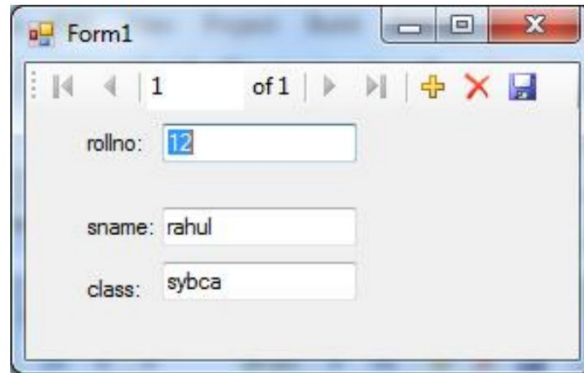 Form1
1 of 1
rollno: 12
sname: rahul
class: sybca